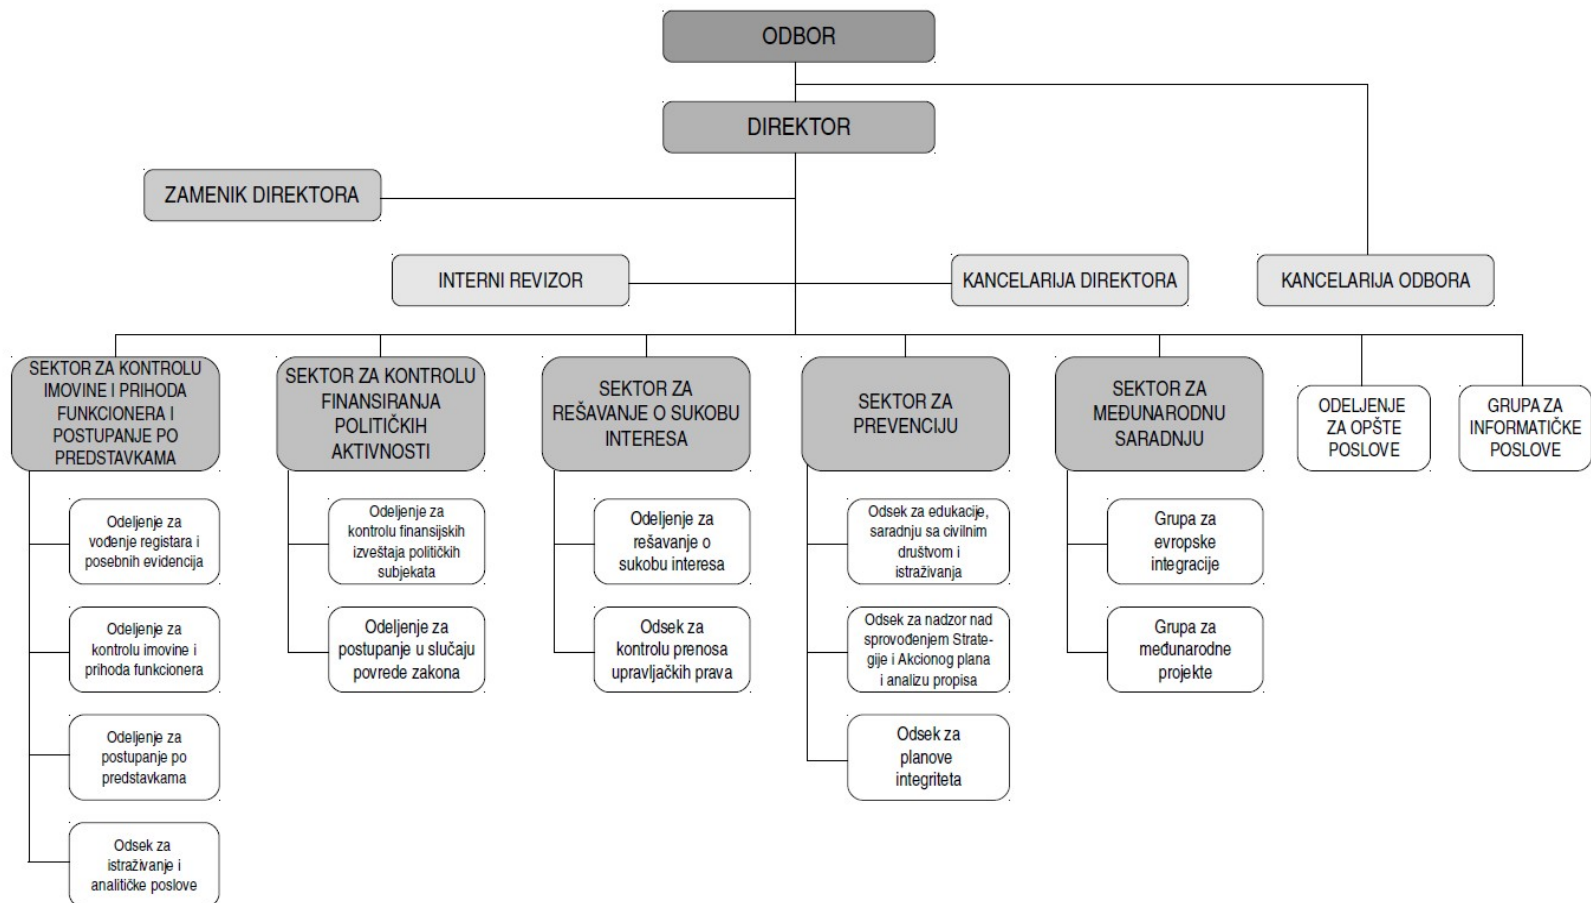 ODBOR
DIREKTOR
ZAMENIK DIREKTORA
INTERNI REVIZOR
KANCELARIJA DIREKTORA
KANCELARIJA ODBORA
SEKTOR ZA KONTROLU
IMOVINE I PRIHODA
FUNKCIONERA I
POSTUPANJE PO
PREDSTAVKAMA
SEKTOR ZA KONTROLU
FINANSIRANJA
POLITIČKIH
AKTIVNOSTI
SEKTOR ZA
REŠAVANJE O SUKOBU
INTERESA
SEKTOR ZA
PREVENCIJU
SEKTOR ZA
MEĐUNARODNU
SARADNJU
ODELJENJE
ZA OPŠTE
POSLOVE
GRUPA ZA
INFORMATIČKE
POSLOVE
Odeljenje za
vođenje registara i
posebnih evidencija
Odeljenje za
kontrolu finansijskih
izveštaja političkih
subjekata
Odeljenje za
rešavanje o
sukobu interesa
Odsek za edukacije,
saradnju sa civilnim
društvom i
istraživanja
Grupa za
evropske
integracije
Odeljenje za
kontrolu imovine i
prihoda funkcionera
Odeljenje za
postupanje u slučaju
povrede zakona
Odsek za
kontrolu prenosa
upravljačkih prava
Odsek za nadzor nad
sprovođenjem Strate-
gije i Akcionog plana
i analizu propisa
Grupa za
međunarodne
projekte
Odeljenje za
postupanje po
predstavkama
Odsek za
planove
integriteta
Odsek za
istraživanje i
analitičke poslove